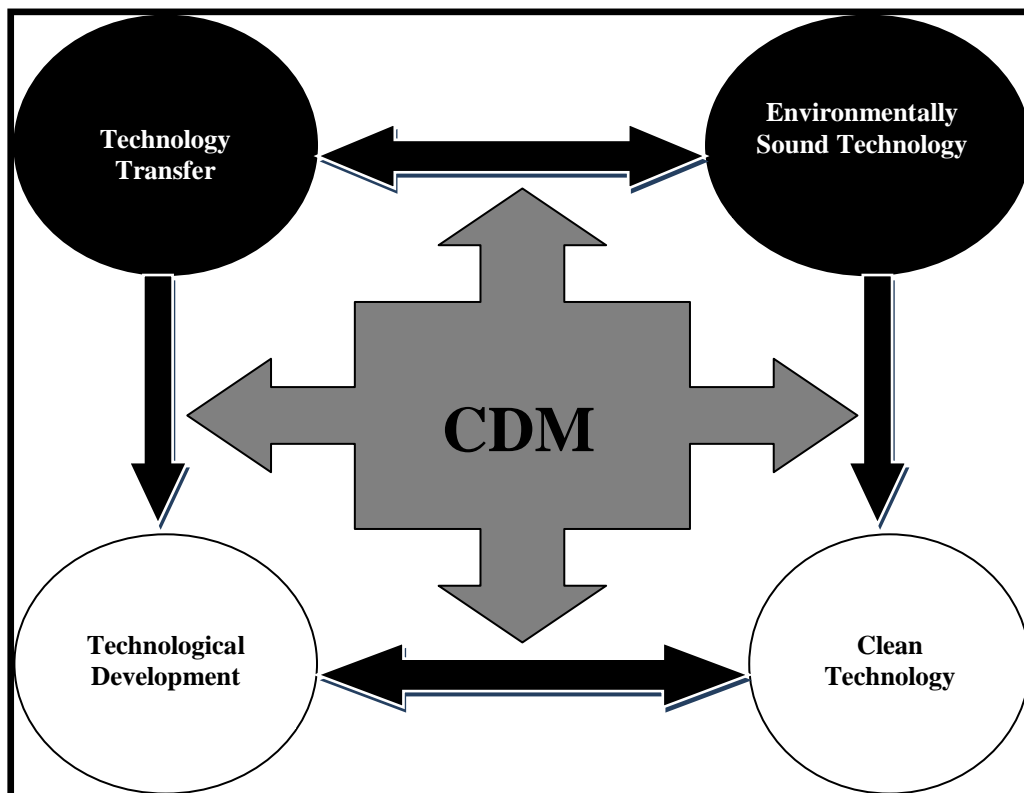 Technology
Transfer
Environmentally
Sound Technology
CDM
Technological
Development
Clean
Technology